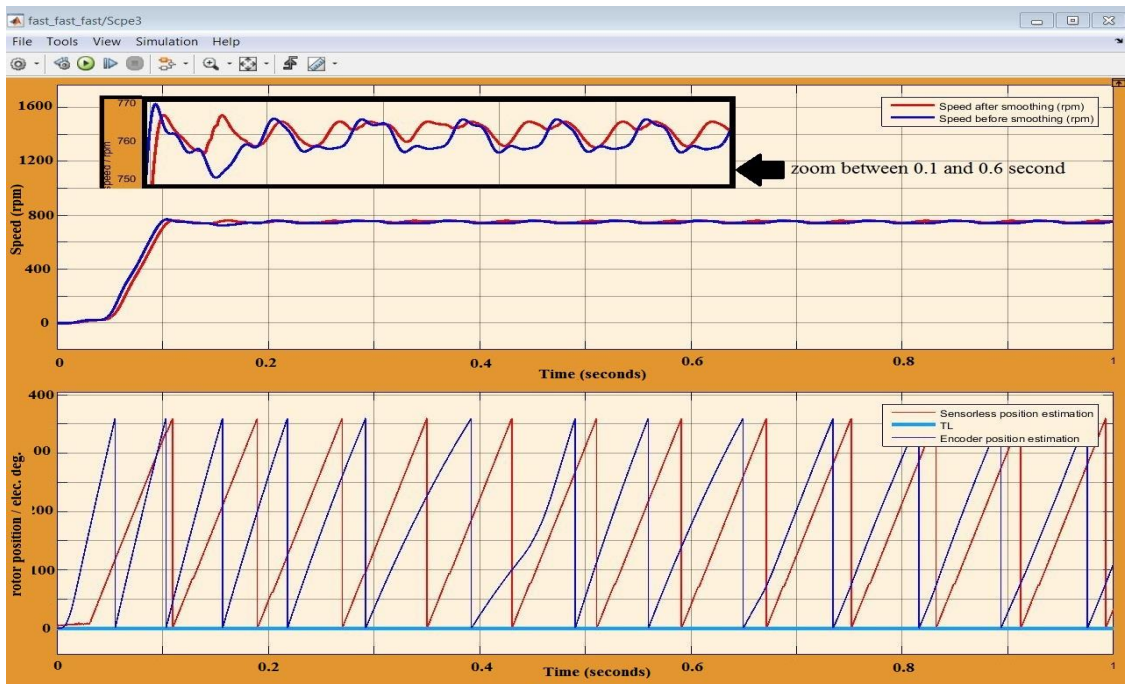 fast_fast_fast/Scpe3
File Tools View Simulation Help
1600
1200
800
400
0
Speed (rpm)
770
760
750
speed / rpm
Speed after smoothing (rpm)
Speed before smoothing (rpm)
zoom between 0.1 and 0.6 second
0 0.2 0.4 0.6 0.8 1
Time (seconds)
400
00
200
100
0
rotor position / elec. deg.
Sensorless position estimation
TL
Encoder position estimation
0 0.2 0.4 0.6 0.8 1
Time (seconds)